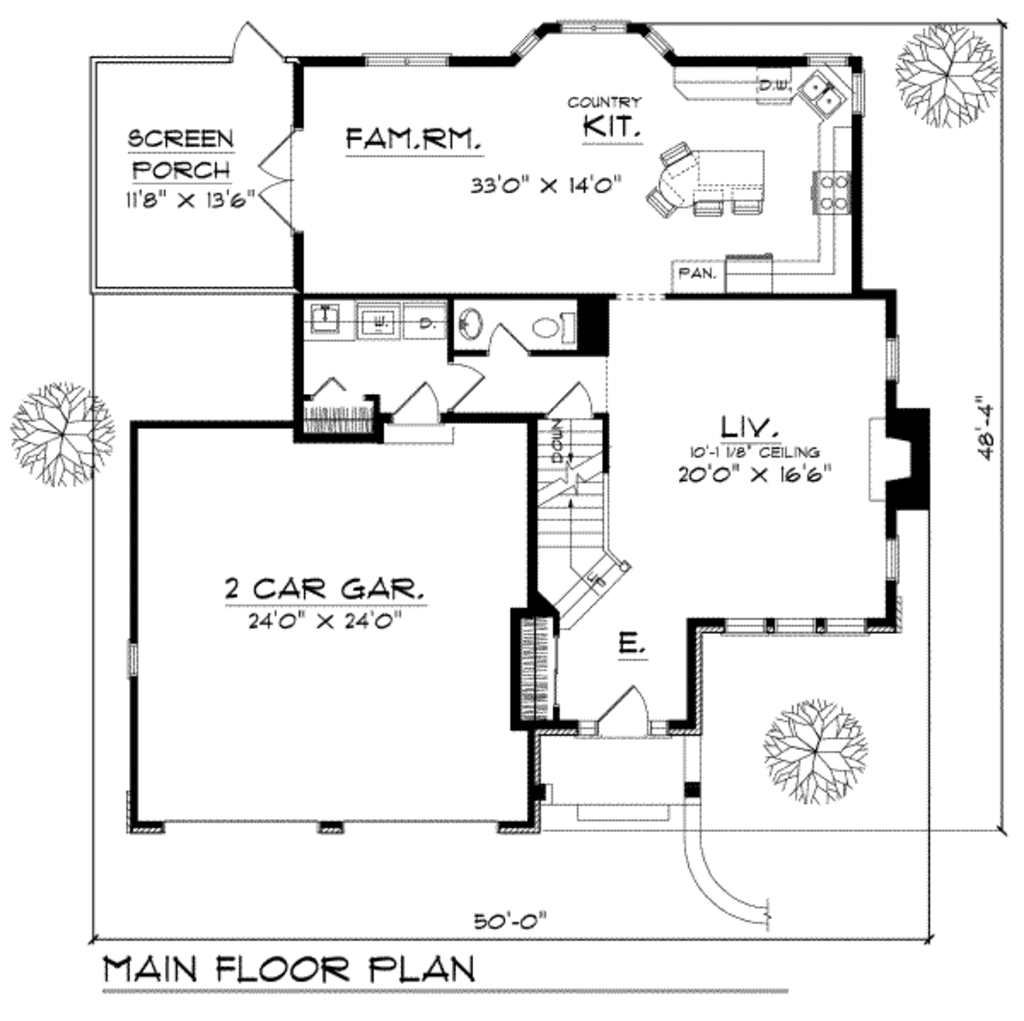 SCREEN
PORCH
11'8" X 13'6"
FAM.RM.
COUNTRY
KIT.
33'0" X 14'0"
D.W.
PAN.
W.
D.
DOWN
UP
LIV.
10'-1 1/8" CEILING
20'0" X 16'6"
48'-4"
2 CAR GAR.
24'0" X 24'0"
E.
50'-0"
MAIN FLOOR PLAN